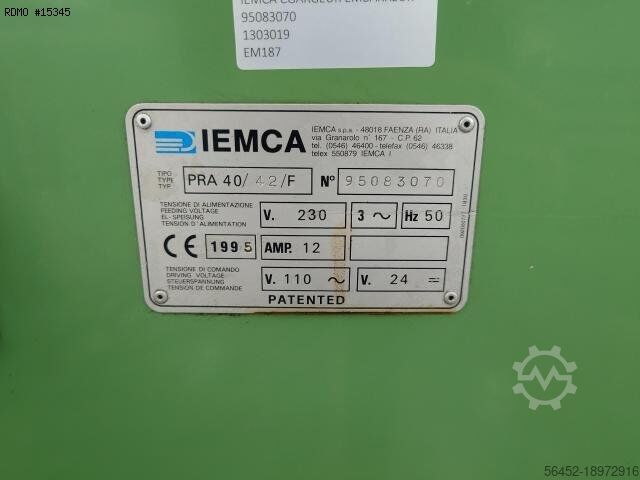 RDMO #15345
IEMCA CHARGEUR EMBARREUR
95083070
1303019
EM187
IEMCA
IEMCA s.p.a. - 48018 FAENZA (RA) ITALIA
via Granarolo n° 167 - C.P. 62
tel. (0546) 46400 - telefax (0546) 46338
telex 550879 IEMCA I
TIPO
TYPE
TYP
PRA 40/42/F
N° 95083070
TENSIONE DI ALIMENTAZIONE
FEEDING VOLTAGE
EL-SPEISUNG
TENSION D'ALIMENTATION
V. 230
3 ~
Hz 50
CE
1995
AMP. 12
TENSIONE DI COMANDO
DRIVING VOLTAGE
STEUERSPANNUNG
TENSION DE COMMANDE
V. 110 ~
V. 24 ⎓
PATENTED
56452-18972916